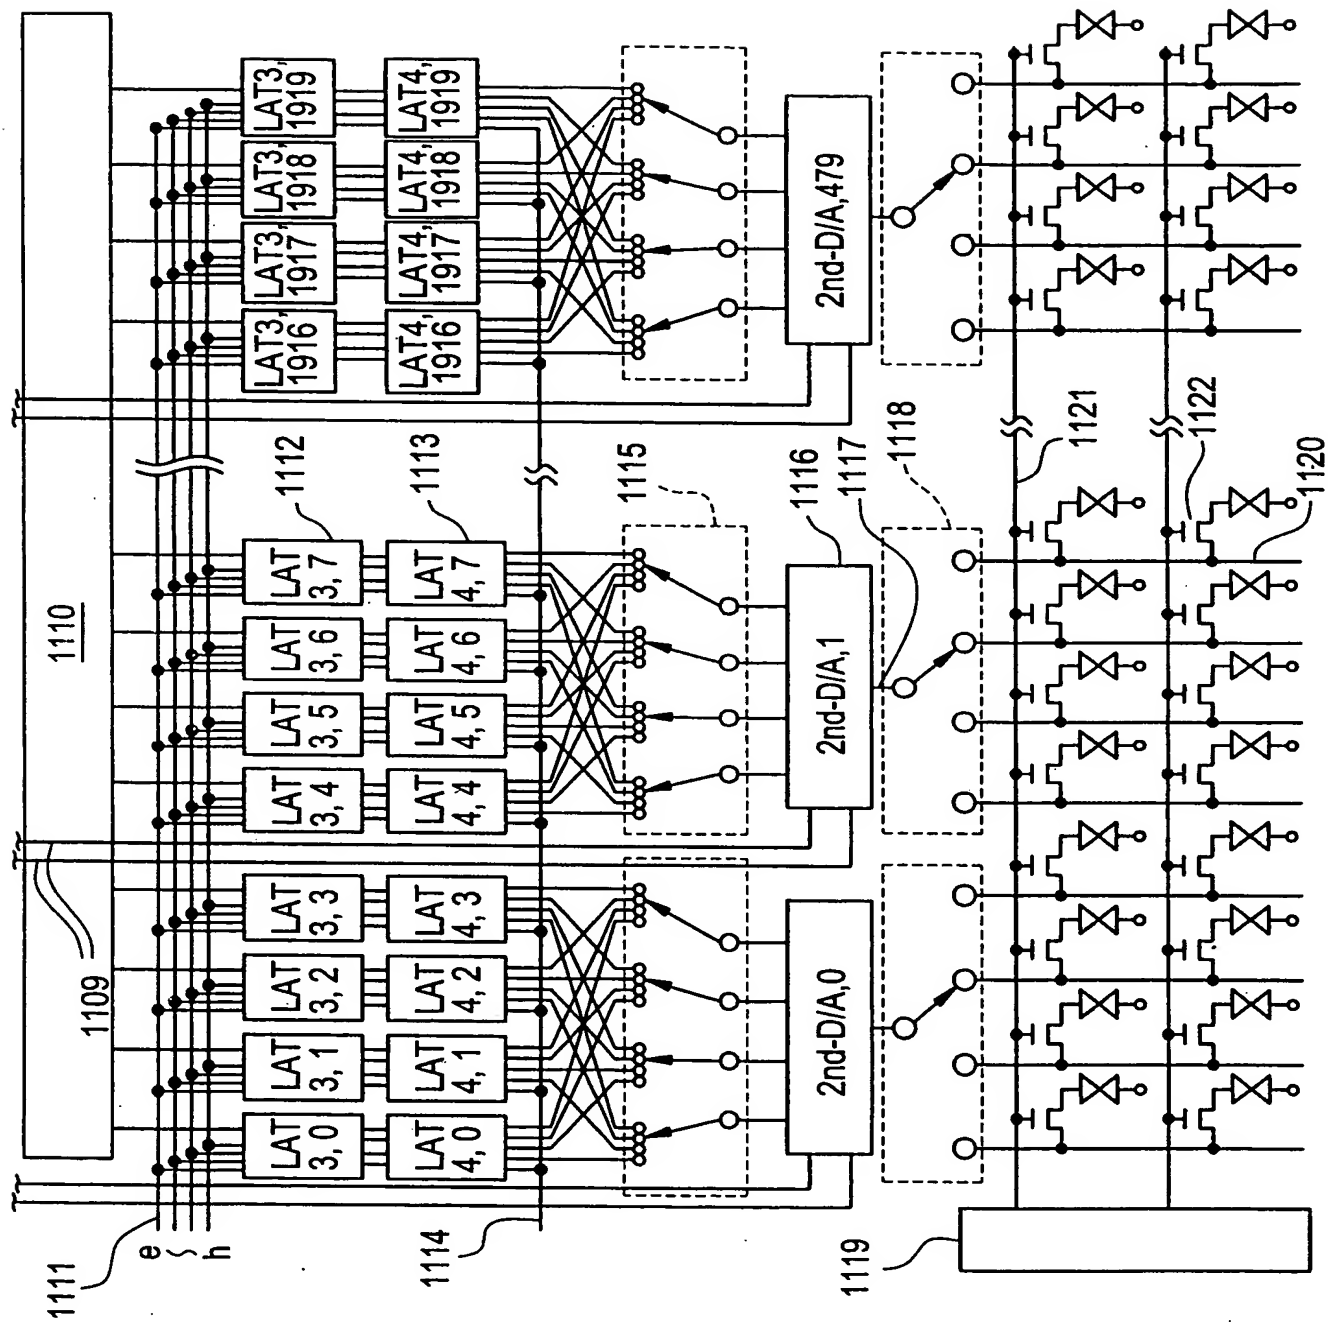 1110
1109
1111
e
~
h
LAT
3, 0
LAT
3, 1
LAT
3, 2
LAT
3, 3
LAT
3, 4
LAT
3, 5
LAT
3, 6
LAT
3, 7
LAT3,
1916
LAT3,
1917
LAT3,
1918
LAT3,
1919
1112
LAT
4, 0
LAT
4, 1
LAT
4, 2
LAT
4, 3
LAT
4, 4
LAT
4, 5
LAT
4, 6
LAT
4, 7
LAT4,
1916
LAT4,
1917
LAT4,
1918
LAT4,
1919
1113
1114
1115
2nd-D/A,0
2nd-D/A,1
2nd-D/A,479
1116
1117
1118
1119
1121
1122
1120